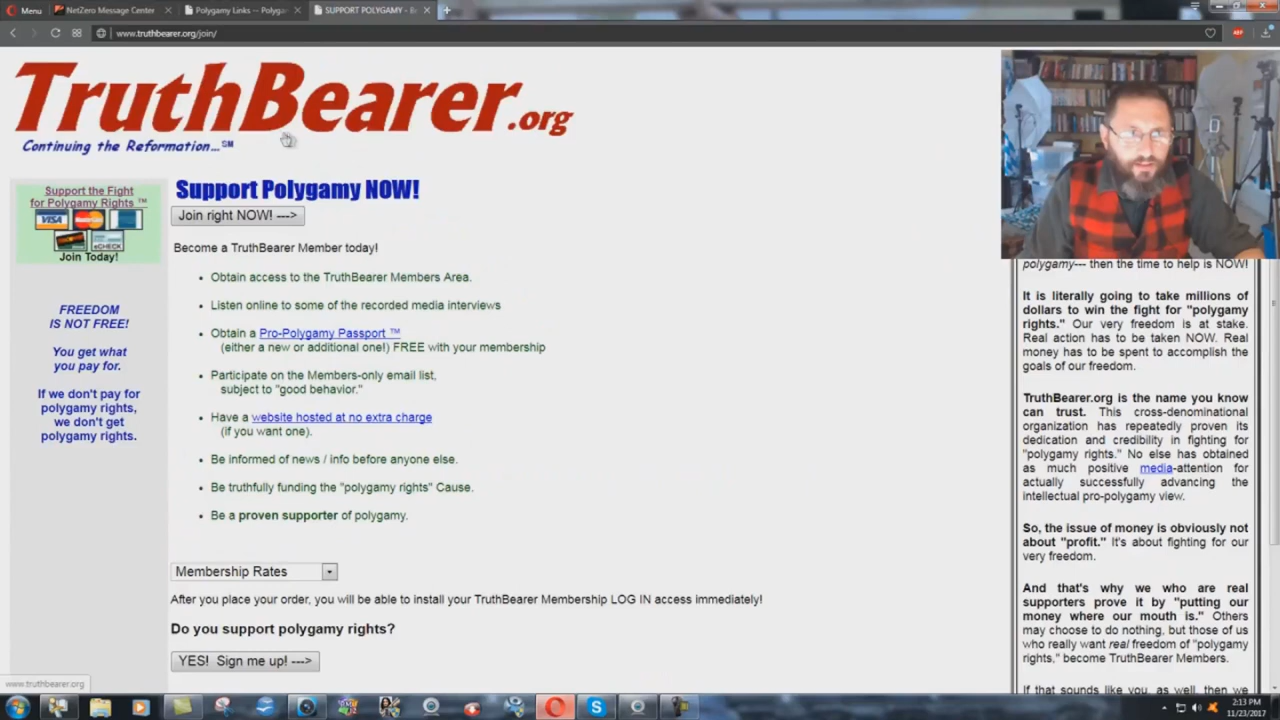 Menu
NetZero Message Center
Polygamy Links -- Polyga
SUPPORT POLYGAMY - B
www.truthbearer.org/join/
TruthBearer.org
Continuing the Reformation... SM
Support the Fight
for Polygamy Rights ™
VISA
MasterCard
eCHECK
Join Today!
FREEDOM
IS NOT FREE!
You get what
you pay for.
If we don't pay for
polygamy rights,
we don't get
polygamy rights.
Support Polygamy NOW!
Join right NOW! --->
Become a TruthBearer Member today!
• Obtain access to the TruthBearer Members Area.
• Listen online to some of the recorded media interviews
• Obtain a Pro-Polygamy Passport ™
(either a new or additional one!) FREE with your membership
• Participate on the Members-only email list,
subject to "good behavior."
• Have a website hosted at no extra charge
(if you want one).
• Be informed of news / info before anyone else.
• Be truthfully funding the "polygamy rights" Cause.
• Be a proven supporter of polygamy.
Membership Rates
After you place your order, you will be able to install your TruthBearer Membership LOG IN access immediately!
Do you support polygamy rights?
YES! Sign me up! --->
polygamy--- then the time to help is NOW!
It is literally going to take millions of
dollars to win the fight for "polygamy
rights." Our very freedom is at stake.
Real action has to be taken NOW. Real
money has to be spent to accomplish the
goals of our freedom.
TruthBearer.org is the name you know
can trust. This cross-denominational
organization has repeatedly proven its
dedication and credibility in fighting for
"polygamy rights." No else has obtained
as much positive media-attention for
actually successfully advancing the
intellectual pro-polygamy view.
So, the issue of money is obviously not
about "profit." It's about fighting for our
very freedom.
And that's why we who are real
supporters prove it by "putting our
money where our mouth is." Others
may choose to do nothing, but those of us
who really want real freedom of "polygamy
rights," become TruthBearer Members.
If that sounds like you, as well, then we
www.truthbearer.org
2:13 PM
11/23/2017